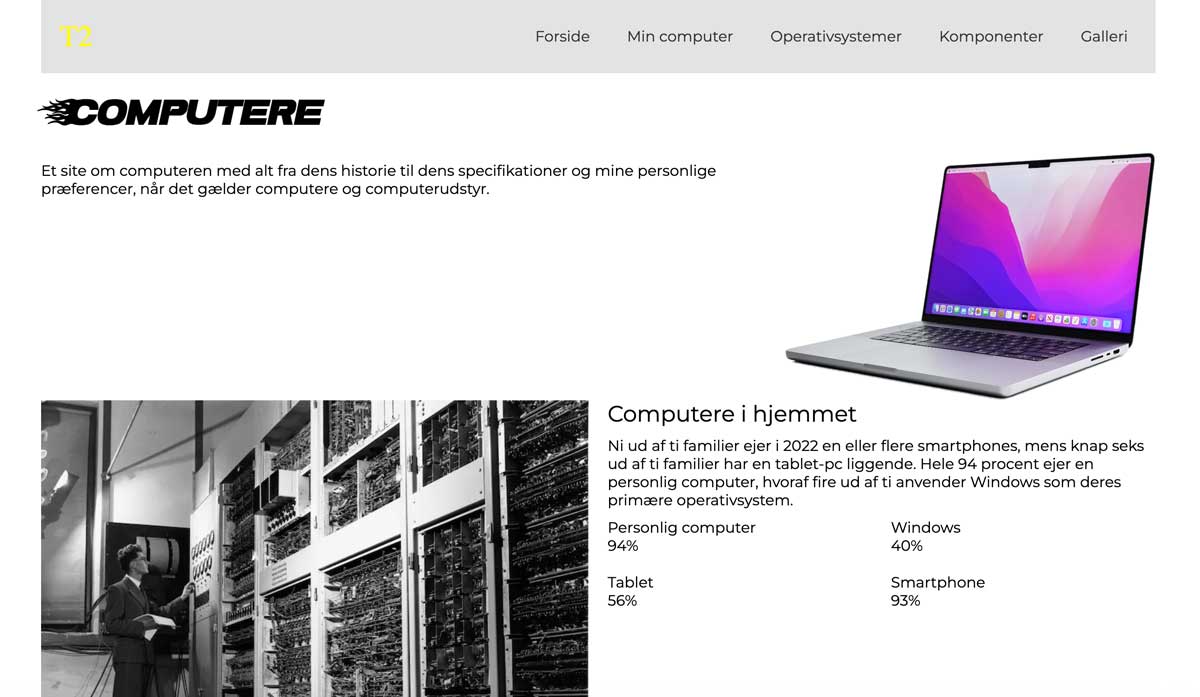 T2
Forside
Min computer
Operativsystemer
Komponenter
Galleri
COMPUTERE
Et site om computeren med alt fra dens historie til dens specifikationer og mine personlige
præferencer, når det gælder computere og computerudstyr.
Computere i hjemmet
Ni ud af ti familier ejer i 2022 en eller flere smartphones, mens knap seks
ud af ti familier har en tablet-pc liggende. Hele 94 procent ejer en
personlig computer, hvoraf fire ud af ti anvender Windows som deres
primære operativsystem.
Personlig computer
94%
Windows
40%
Tablet
56%
Smartphone
93%